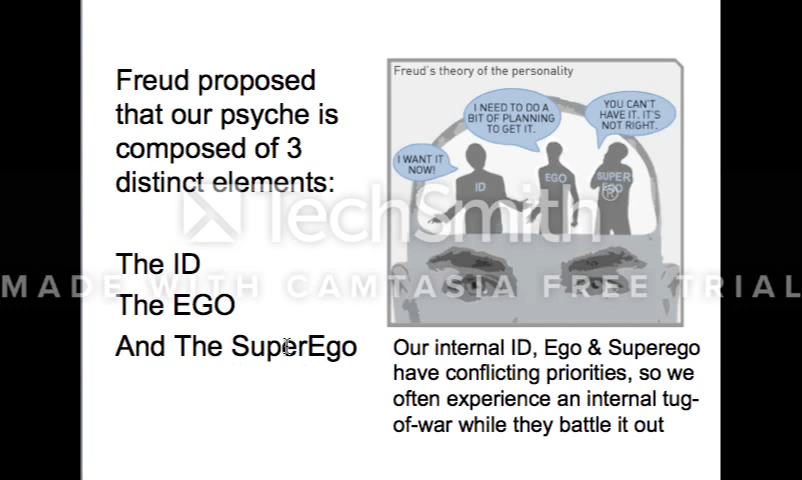 Freud proposed
that our psyche is
composed of 3
distinct elements:
The ID
The EGO
And The SuperEgo
Freud's theory of the personality
I WANT IT
NOW!
I NEED TO DO A
BIT OF PLANNING
TO GET IT.
YOU CAN'T
HAVE IT. IT'S
NOT RIGHT.
ID
EGO
SUPER
EGO
Our internal ID, Ego & Superego
have conflicting priorities, so we
often experience an internal tug-
of-war while they battle it out
TechSmith®
MADE WITH CAMTASIA FREE TRIAL